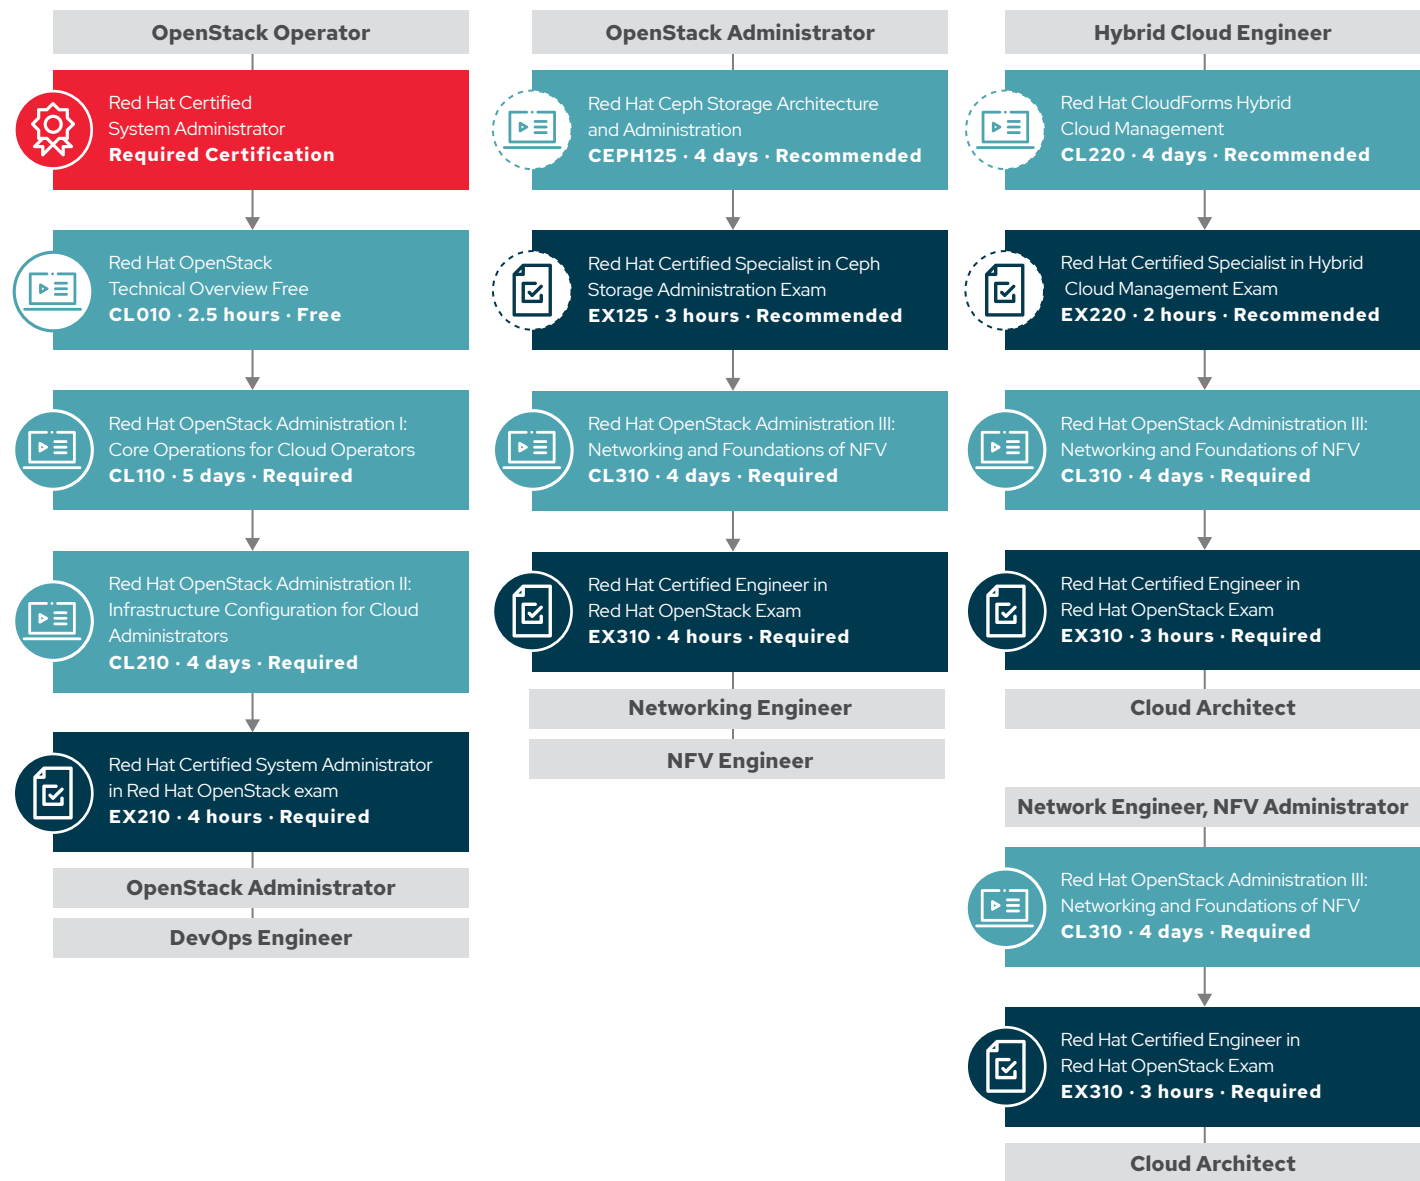 OpenStack Operator
Red Hat Certified
System Administrator
Required Certification
Red Hat OpenStack
Technical Overview Free
CL010 · 2.5 hours · Free
Red Hat OpenStack Administration I:
Core Operations for Cloud Operators
CL110 · 5 days · Required
Red Hat OpenStack Administration II:
Infrastructure Configuration for Cloud
Administrators
CL210 · 4 days · Required
Red Hat Certified System Administrator
in Red Hat OpenStack exam
EX210 · 4 hours · Required
OpenStack Administrator
DevOps Engineer
OpenStack Administrator
Red Hat Ceph Storage Architecture
and Administration
CEPH125 · 4 days · Recommended
Red Hat Certified Specialist in Ceph
Storage Administration Exam
EX125 · 3 hours · Recommended
Red Hat OpenStack Administration III:
Networking and Foundations of NFV
CL310 · 4 days · Required
Red Hat Certified Engineer in
Red Hat OpenStack Exam
EX310 · 4 hours · Required
Networking Engineer
NFV Engineer
Hybrid Cloud Engineer
Red Hat CloudForms Hybrid
Cloud Management
CL220 · 4 days · Recommended
Red Hat Certified Specialist in Hybrid
Cloud Management Exam
EX220 · 2 hours · Recommended
Red Hat OpenStack Administration III:
Networking and Foundations of NFV
CL310 · 4 days · Required
Red Hat Certified Engineer in
Red Hat OpenStack Exam
EX310 · 3 hours · Required
Cloud Architect
Network Engineer, NFV Administrator
Red Hat OpenStack Administration III:
Networking and Foundations of NFV
CL310 · 4 days · Required
Red Hat Certified Engineer in
Red Hat OpenStack Exam
EX310 · 3 hours · Required
Cloud Architect